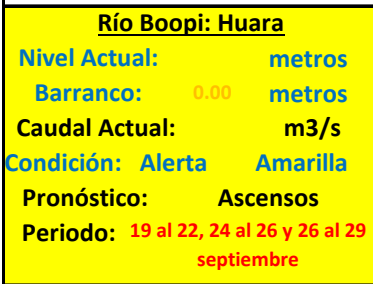 Río Boopi: Huara
Nivel Actual: metros
Barranco: 0.00 metros
Caudal Actual: m3/s
Condición: Alerta Amarilla
Pronóstico: Ascensos
Periodo: 19 al 22, 24 al 26 y 26 al 29
septiembre